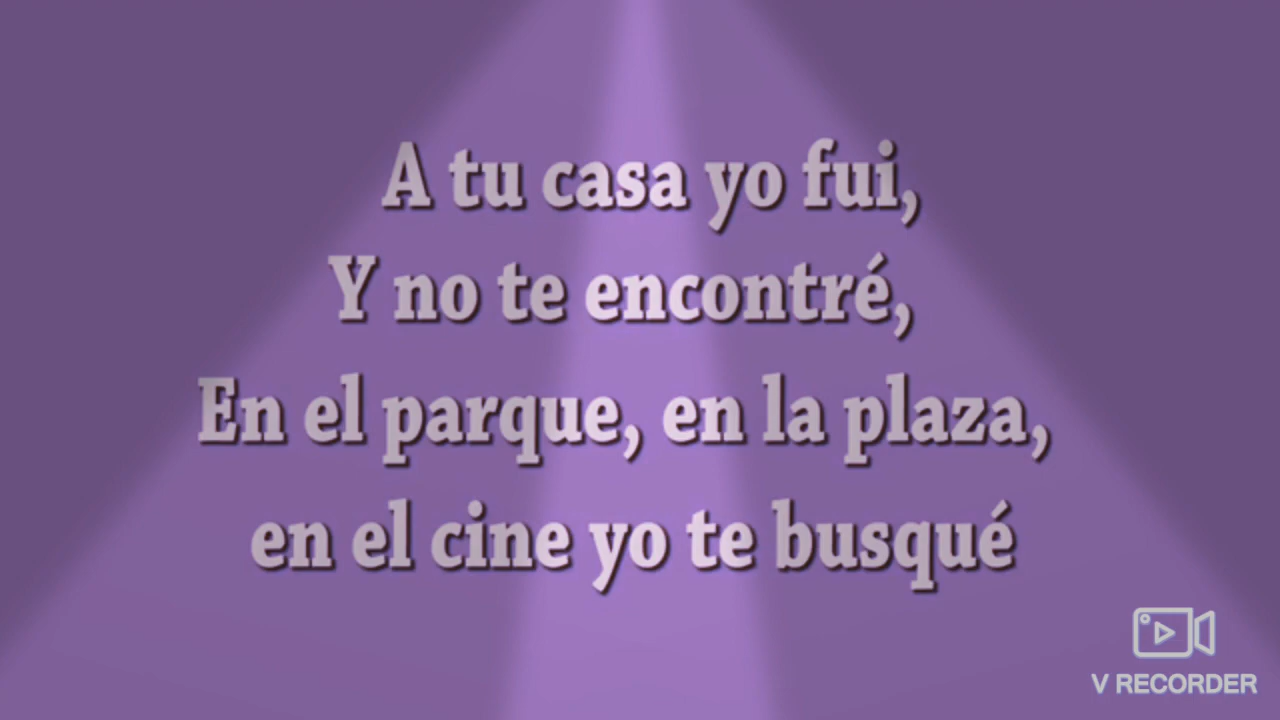 A tu casa yo fui,
Y no te encontré,
En el parque, en la plaza,
en el cine yo te busqué
V RECORDER